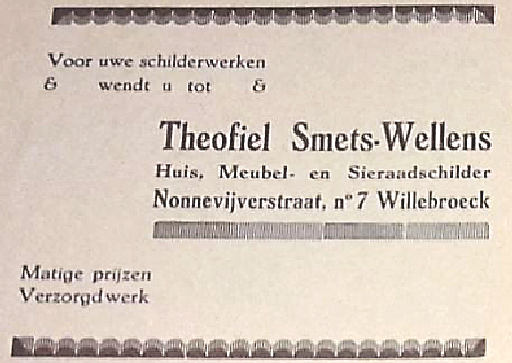 Voor uwe schilderwerken
& wendt u tot &
Theofiel Smets-Wellens
Huis, Meubel- en Sieraadschilder
Nonnevijverstraat, n° 7 Willebroeck
Matige prijzen
Verzorgdwerk